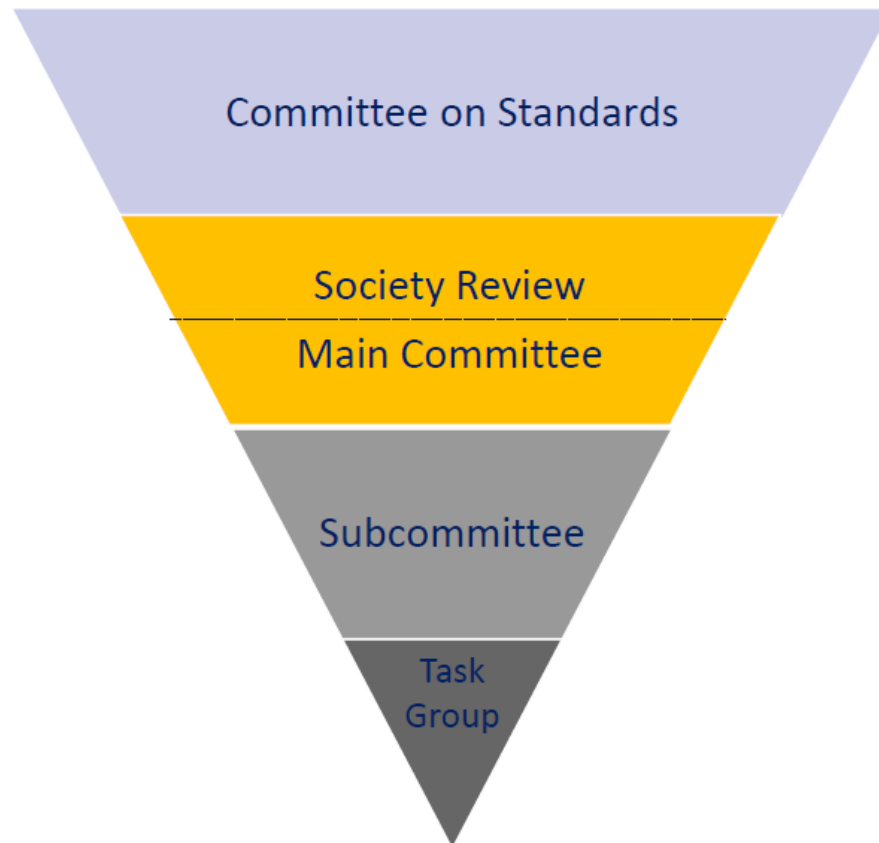 Committee on Standards
Society Review
Main Committee
Subcommittee
Task
Group